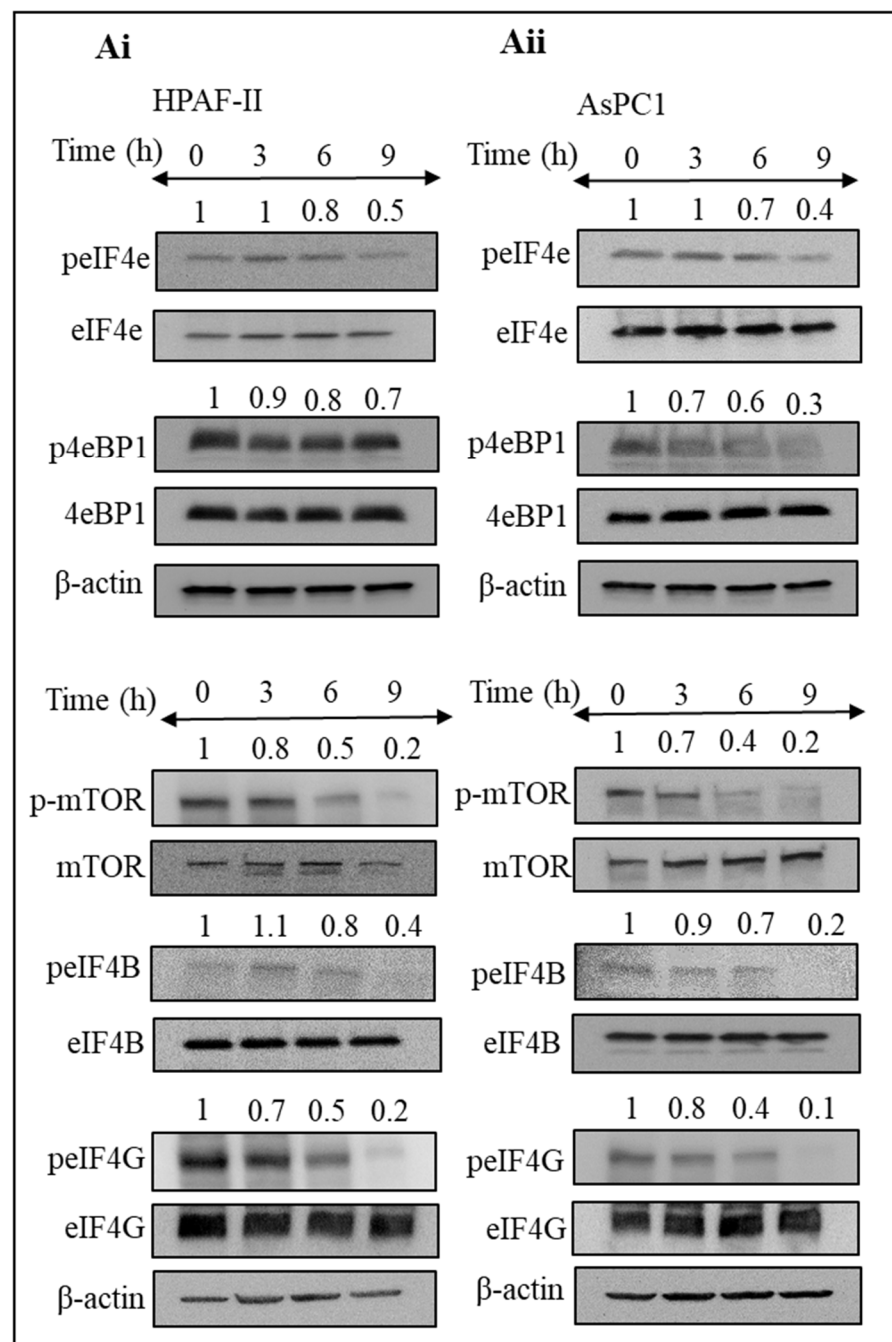 Ai
HPAF-II
Time (h) 0 3 6 9
1 1 0.8 0.5
peIF4e
eIF4e
1 0.9 0.8 0.7
p4eBP1
4eBP1
β-actin
Time (h) 0 3 6 9
1 0.8 0.5 0.2
p-mTOR
mTOR
1 1.1 0.8 0.4
peIF4B
eIF4B
1 0.7 0.5 0.2
peIF4G
eIF4G
β-actin
Aii
AsPC1
Time (h) 0 3 6 9
1 1 0.7 0.4
peIF4e
eIF4e
1 0.7 0.6 0.3
p4eBP1
4eBP1
β-actin
Time (h) 0 3 6 9
1 0.7 0.4 0.2
p-mTOR
mTOR
1 0.9 0.7 0.2
peIF4B
eIF4B
1 0.8 0.4 0.1
peIF4G
eIF4G
β-actin